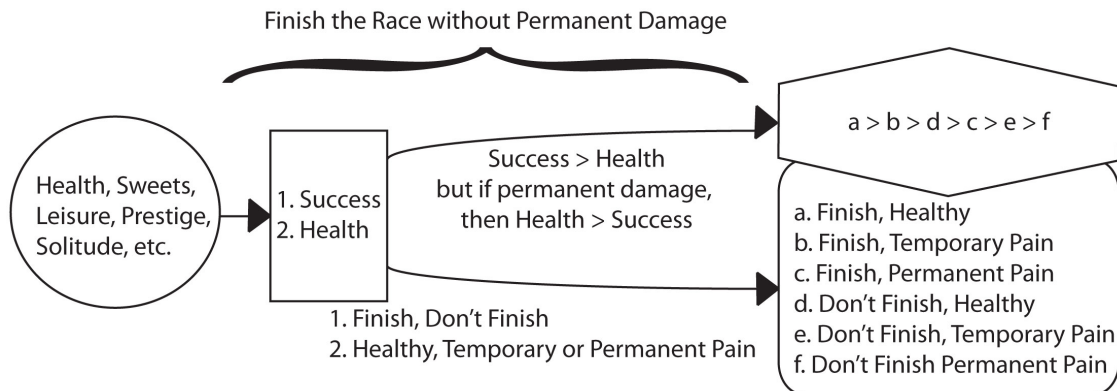 Finish the Race without Permanent Damage
Health, Sweets,
Leisure, Prestige,
Solitude, etc.
1. Success
2. Health
Success > Health
but if permanent damage,
then Health > Success
1. Finish, Don't Finish
2. Healthy, Temporary or Permanent Pain
a > b > d > c > e > f
a. Finish, Healthy
b. Finish, Temporary Pain
c. Finish, Permanent Pain
d. Don't Finish, Healthy
e. Don't Finish, Temporary Pain
f. Don't Finish Permanent Pain